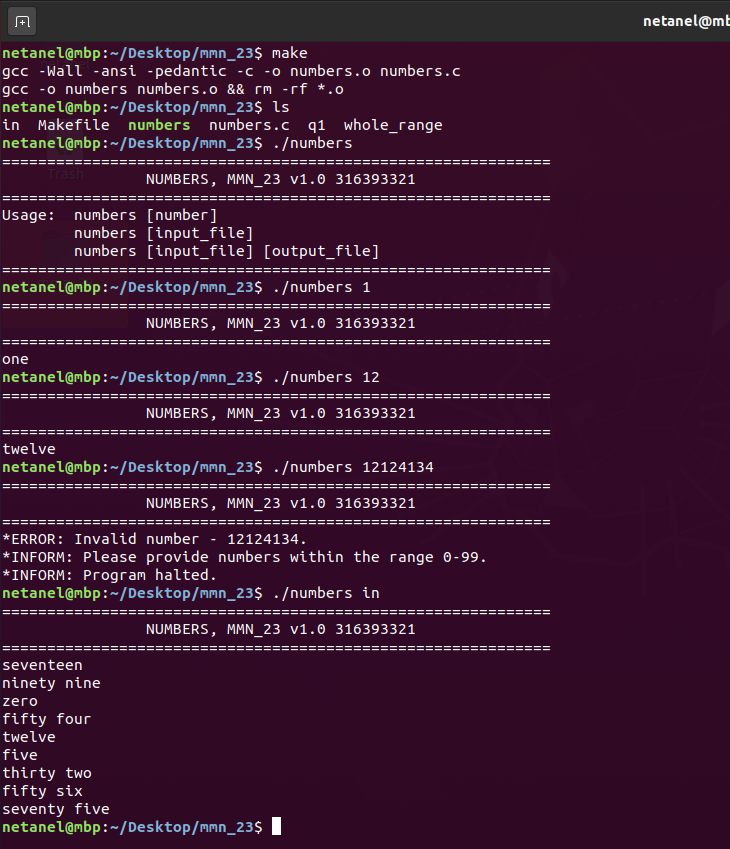 netanel@mb
netanel@mbp:~/Desktop/mmn_23$ make
gcc -Wall -ansi -pedantic -c -o numbers.o numbers.c
gcc -o numbers numbers.o && rm -rf *.o
netanel@mbp:~/Desktop/mmn_23$ ls
in  Makefile  numbers  numbers.c  q1  whole_range
netanel@mbp:~/Desktop/mmn_23$ ./numbers
=============================================================
                NUMBERS, MMN_23 v1.0 316393321
=============================================================
Usage:  numbers [number]
        numbers [input_file]
        numbers [input_file] [output_file]
=============================================================
netanel@mbp:~/Desktop/mmn_23$ ./numbers 1
=============================================================
                NUMBERS, MMN_23 v1.0 316393321
=============================================================
one
netanel@mbp:~/Desktop/mmn_23$ ./numbers 12
=============================================================
                NUMBERS, MMN_23 v1.0 316393321
=============================================================
twelve
netanel@mbp:~/Desktop/mmn_23$ ./numbers 12124134
=============================================================
                NUMBERS, MMN_23 v1.0 316393321
=============================================================
*ERROR: Invalid number - 12124134.
*INFORM: Please provide numbers within the range 0-99.
*INFORM: Program halted.
netanel@mbp:~/Desktop/mmn_23$ ./numbers in
=============================================================
                NUMBERS, MMN_23 v1.0 316393321
=============================================================
seventeen
ninety nine
zero
fifty four
twelve
five
thirty two
fifty six
seventy five
netanel@mbp:~/Desktop/mmn_23$
Trash